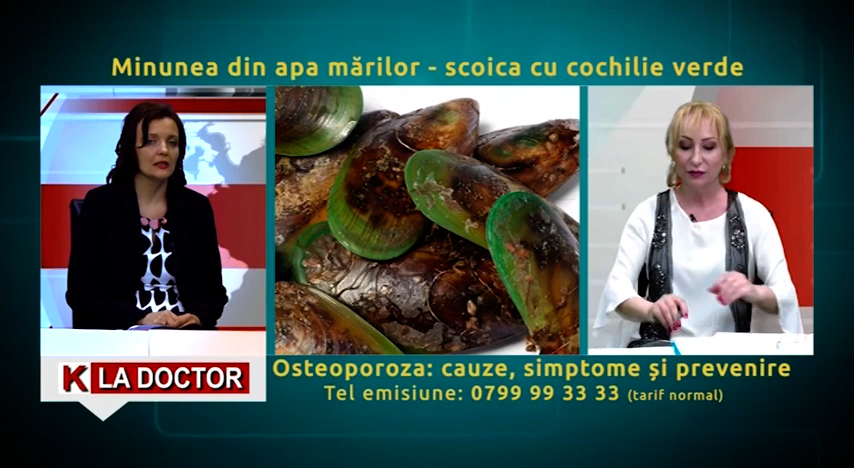 Minunea din apa mărilor - scoica cu cochilie verde
K LA DOCTOR
Osteoporoza: cauze, simptome și prevenire
Tel emisiune: 0799 99 33 33 (tarif normal)